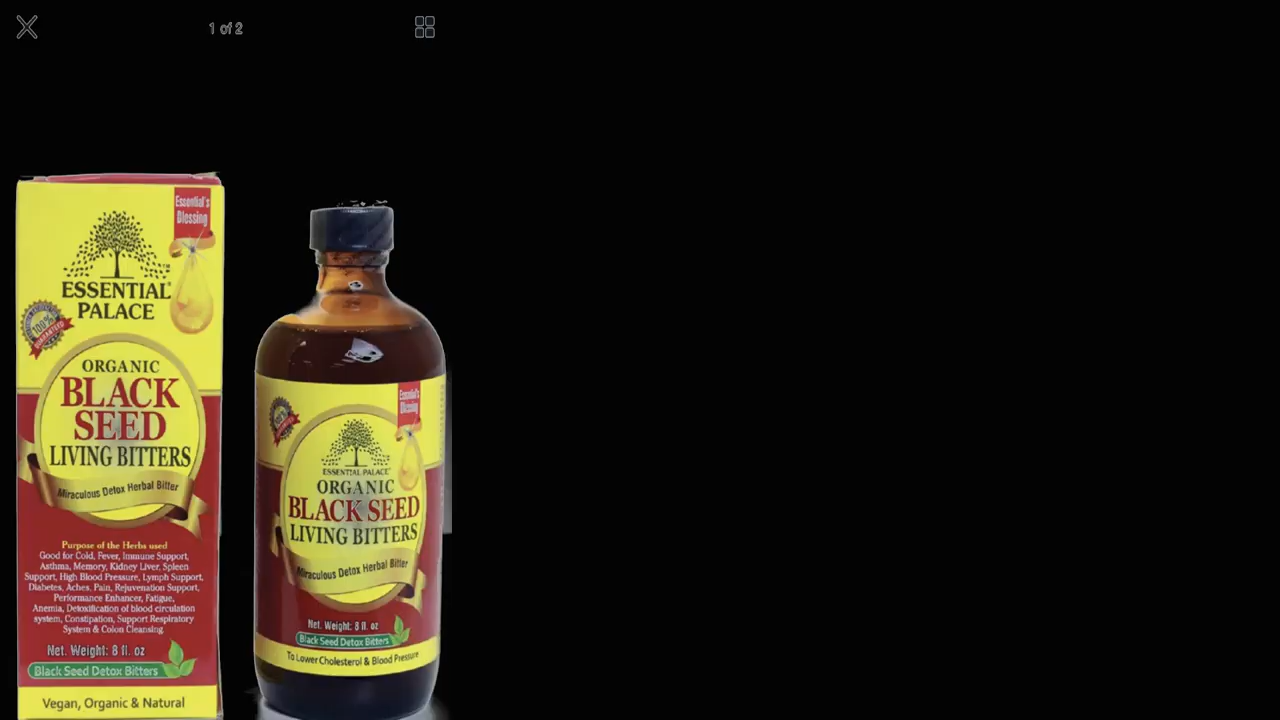 1 of 2
Essential's
Blessing
ESSENTIAL
PALACE
100%
GUARANTEED
ORGANIC
BLACK
SEED
LIVING BITTERS
Miraculous Detox Herbal Bitter
Purpose of the Herbs used
Good for Cold, Fever, Immune Support,
Asthma, Memory, Kidney Liver, Spleen
Support, High Blood Pressure, Lymph Support,
Diabetes, Aches, Pain, Rejuvenation Support,
Performance Enhancer, Fatigue,
Anemia, Detoxification of blood circulation
system, Constipation, Support Respiratory
System & Colon Cleansing
Net. Weight: 8 fl. oz
Black Seed Detox Bitters
Vegan, Organic & Natural
Essential's
Blessing
ESSENTIAL PALACE
ORGANIC
BLACK SEED
LIVING BITTERS
Miraculous Detox Herbal Bitter
Net. Weight: 8 fl. oz
Black Seed Detox Bitters
To Lower Cholesterol & Blood Pressure